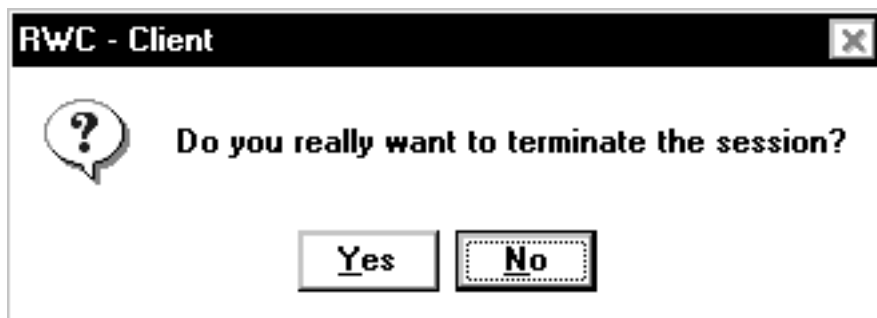 RWC - Client
Do you really want to terminate the session?
Yes No